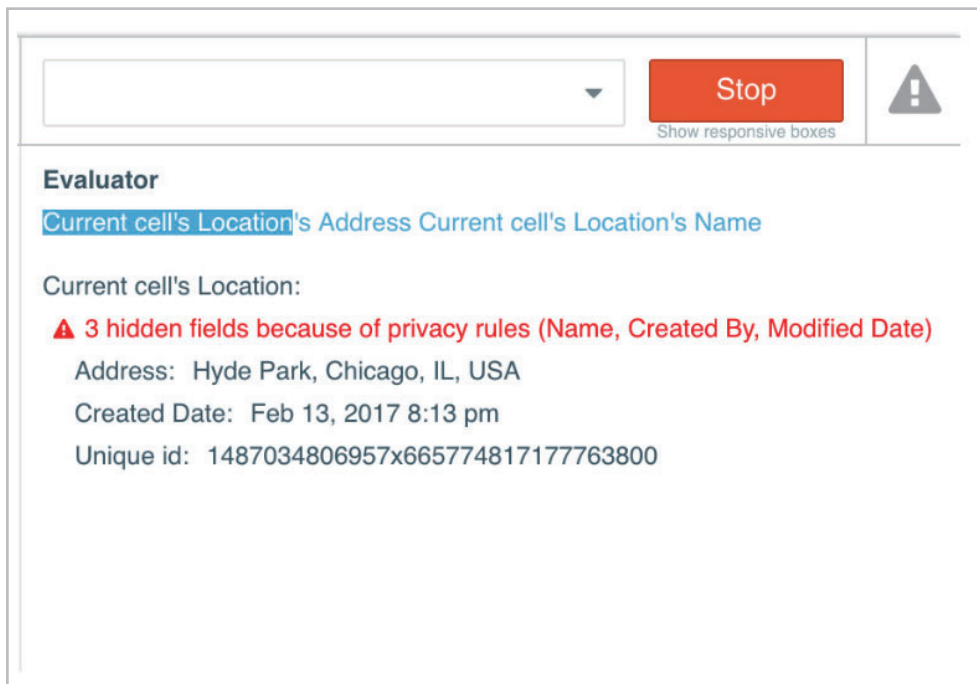 Stop
Show responsive boxes
Evaluator
Current cell's Location's Address Current cell's Location's Name
Current cell's Location:
3 hidden fields because of privacy rules (Name, Created By, Modified Date)
Address: Hyde Park, Chicago, IL, USA
Created Date: Feb 13, 2017 8:13 pm
Unique id: 1487034806957x665774817177763800